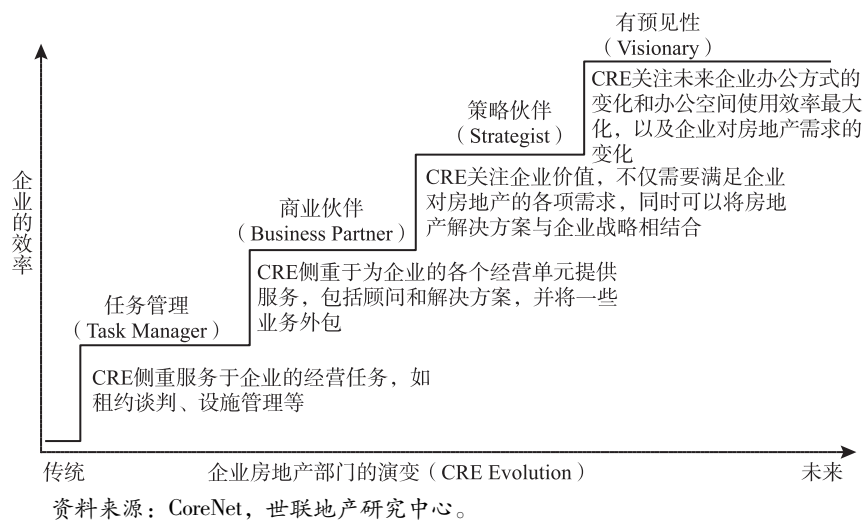 有预见性
（Visionary）
CRE关注未来企业办公方式的
变化和办公空间使用效率最大
化，以及企业对房地产需求的
变化
策略伙伴
（Strategist）
CRE关注企业价值，不仅需要满足企业
对房地产的各项需求，同时可以将房地
产解决方案与企业战略相结合
商业伙伴
（Business Partner）
CRE侧重于为企业的各个经营单元提供
服务，包括顾问和解决方案，并将一些
业务外包
任务管理
（Task Manager）
CRE侧重服务于企业的经营任务，如
租约谈判、设施管理等
企业的效率
传统
企业房地产部门的演变（CRE Evolution）
未来
资料来源：CoreNet，世联地产研究中心。